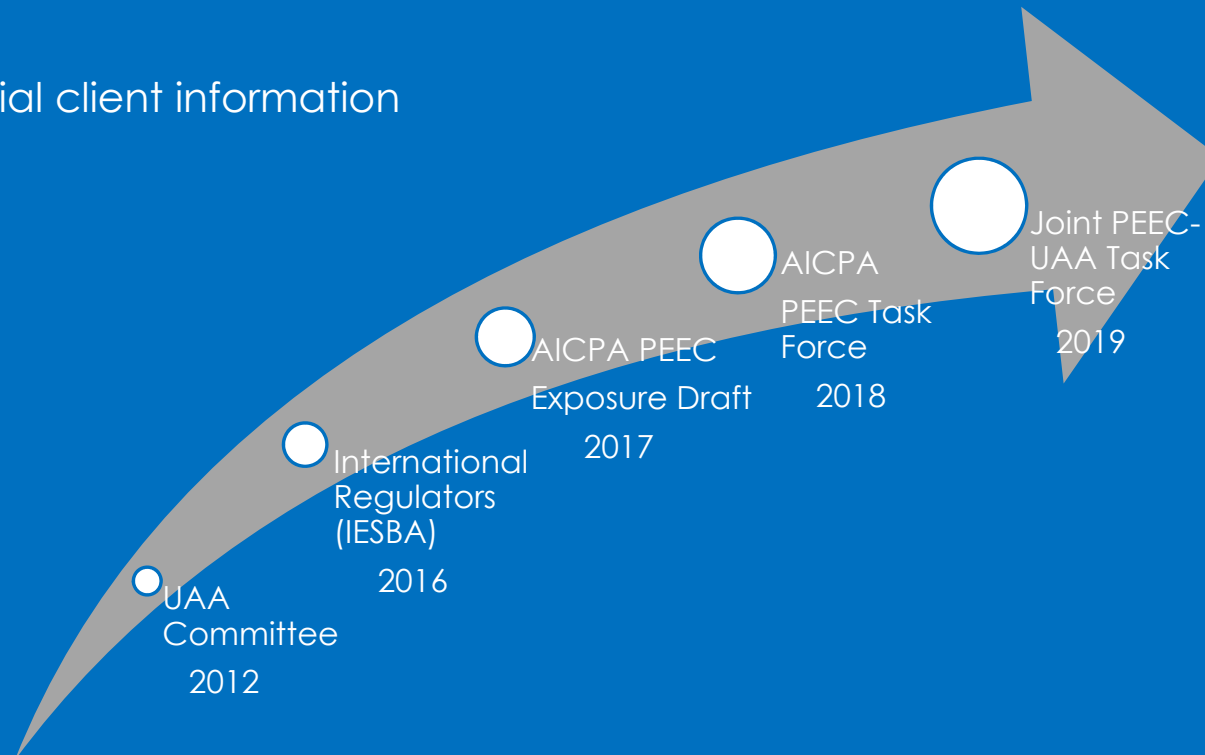 ial client information
UAA
Committee
2012
International
Regulators
(IESBA)
2016
AICPA PEEC
Exposure Draft
2017
AICPA
PEEC Task
Force
2018
Joint PEEC-
UAA Task
Force
2019